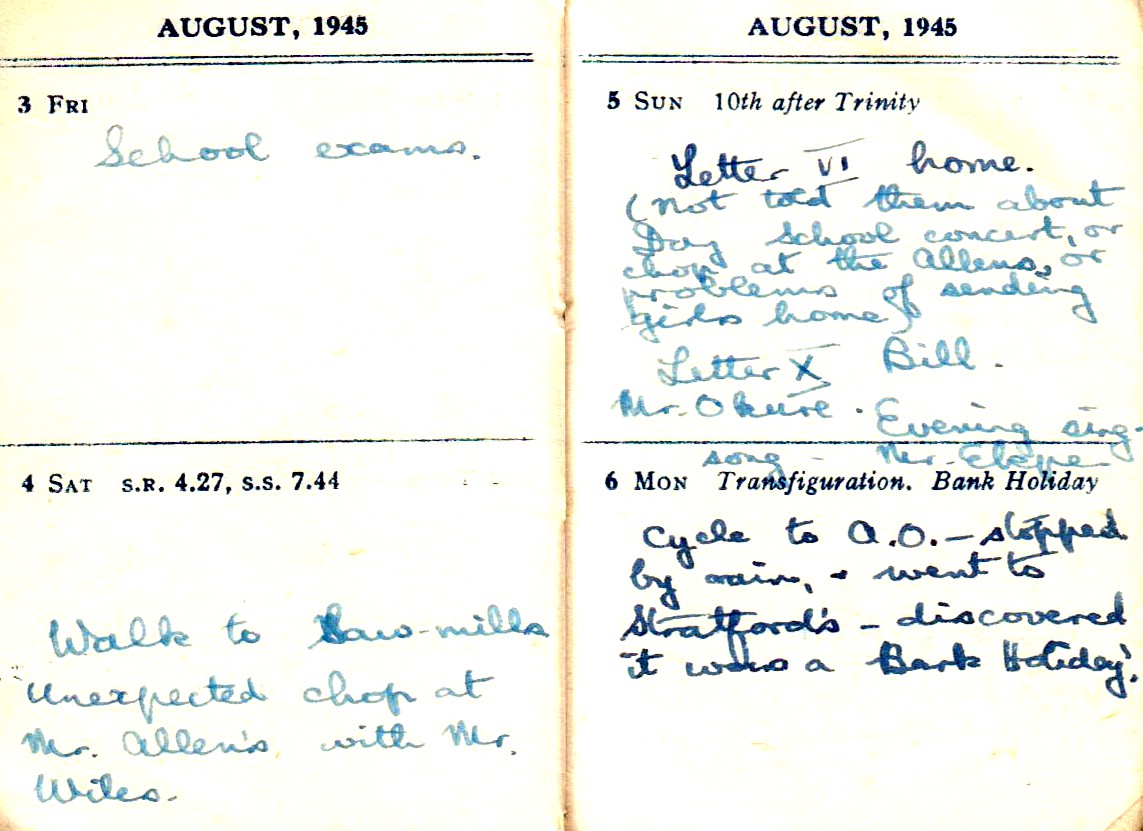 AUGUST, 1945
3 FRI
School exams.
4 SAT S.R. 4.27, S.S. 7.44
Walk to Saw-mills
Unexpected chop at
Mr. Allen's with Mr.
Wiles.
AUGUST, 1945
5 SUN 10th after Trinity
Letter VI home.
(Not told them about
Day School concert, or
chop at the Allens, or
problems of sending
girls home)
Letter X Bill.
Mr. Okure. Evening sing-
song - Mr.
6 MON Transfiguration. Bank Holiday
Cycle to A.O. – stopped
by rain, & went to
Stratford's – discovered
it was a Bank Holiday!